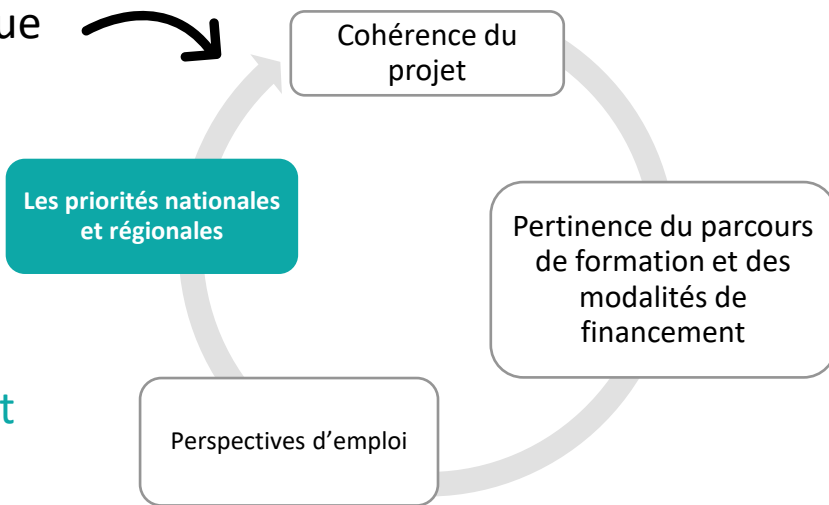 ue
Cohérence du
projet
Les priorités nationales
et régionales
Pertinence du parcours
de formation et des
modalités de
financement
t
Perspectives d’emploi